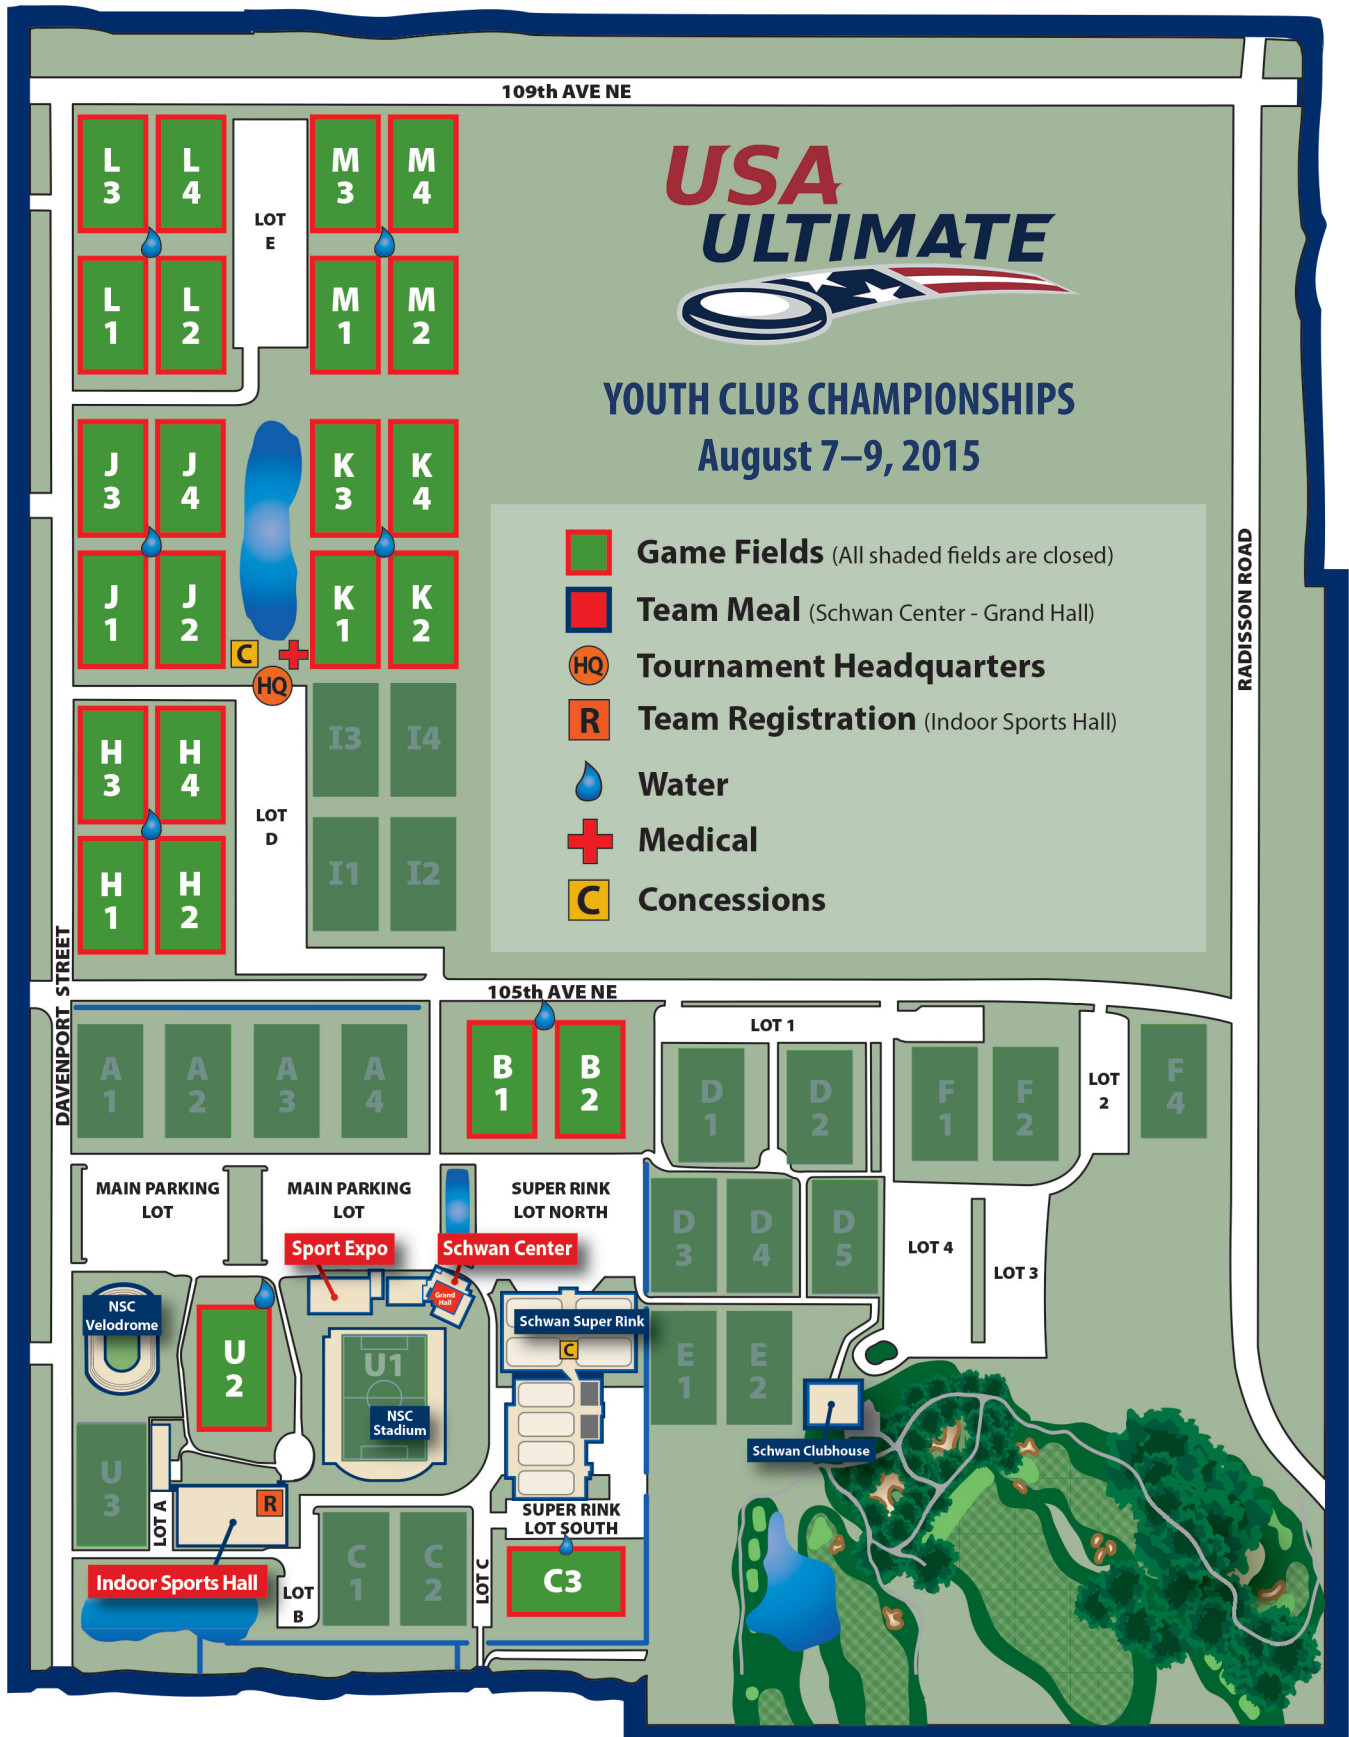 109th AVE NE
L
3
L
4
LOT
E
M
3
M
4
L
1
L
2
M
1
M
2
USA
ULTIMATE
YOUTH CLUB CHAMPIONSHIPS
August 7–9, 2015
J
3
J
4
K
3
K
4
J
1
J
2
K
1
K
2
C
HQ
Game Fields (All shaded fields are closed)
Team Meal (Schwan Center - Grand Hall)
HQ Tournament Headquarters
R Team Registration (Indoor Sports Hall)
Water
Medical
C Concessions
RADISSON ROAD
H
3
H
4
LOT
D
I3
I4
H
1
H
2
I1
I2
DAVENPORT STREET
105th AVE NE
A
1
A
2
A
3
A
4
B
1
B
2
LOT 1
D
1
D
2
F
1
F
2
LOT
2
F
4
MAIN PARKING
LOT
MAIN PARKING
LOT
SUPER RINK
LOT NORTH
D
3
D
4
D
5
LOT 4
LOT 3
Sport Expo
Schwan Center
Grand
Hall
NSC
Velodrome
U
2
U1
NSC
Stadium
Schwan Super Rink
C
E
1
E
2
Schwan Clubhouse
U
3
LOT A
R
Indoor Sports Hall
LOT
B
C
1
C
2
LOT C
SUPER RINK
LOT SOUTH
C3